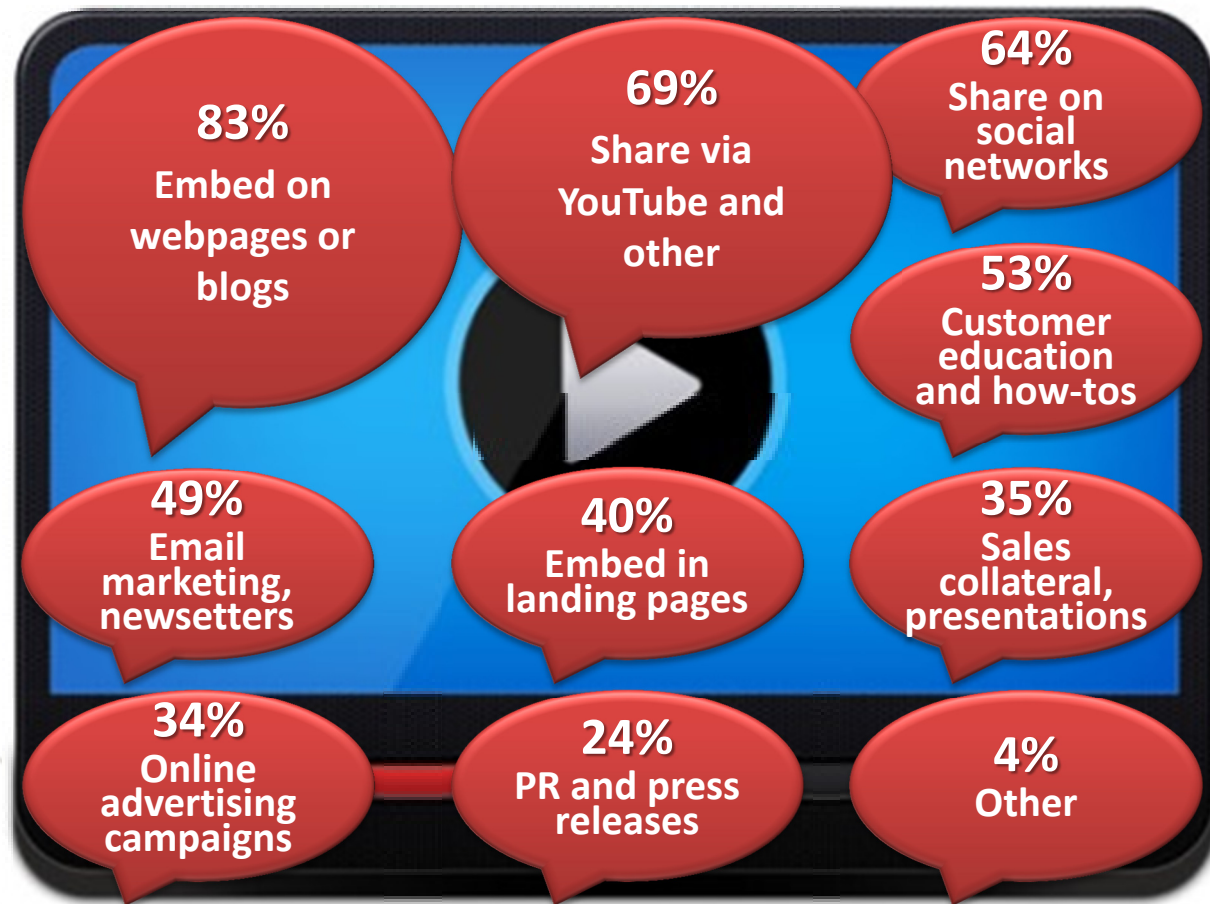 83%
Embed on
webpages or
blogs
69%
Share via
YouTube and
other
64%
Share on
social
networks
53%
Customer
education
and how-tos
49%
Email
marketing,
newsetters
40%
Embed in
landing pages
35%
Sales
collateral,
presentations
34%
Online
advertising
campaigns
24%
PR and press
releases
4%
Other